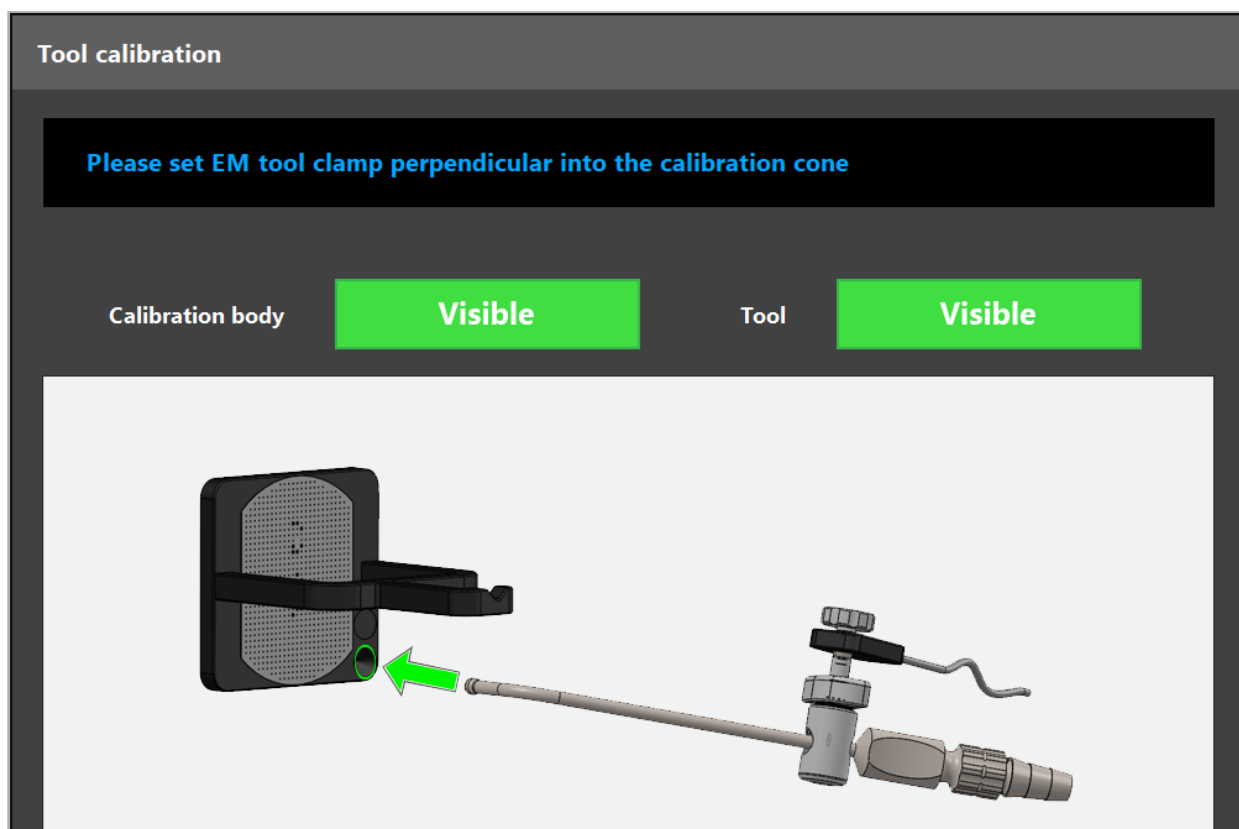 Tool calibration
Please set EM tool clamp perpendicular into the calibration cone
Calibration body
Visible
Tool
Visible